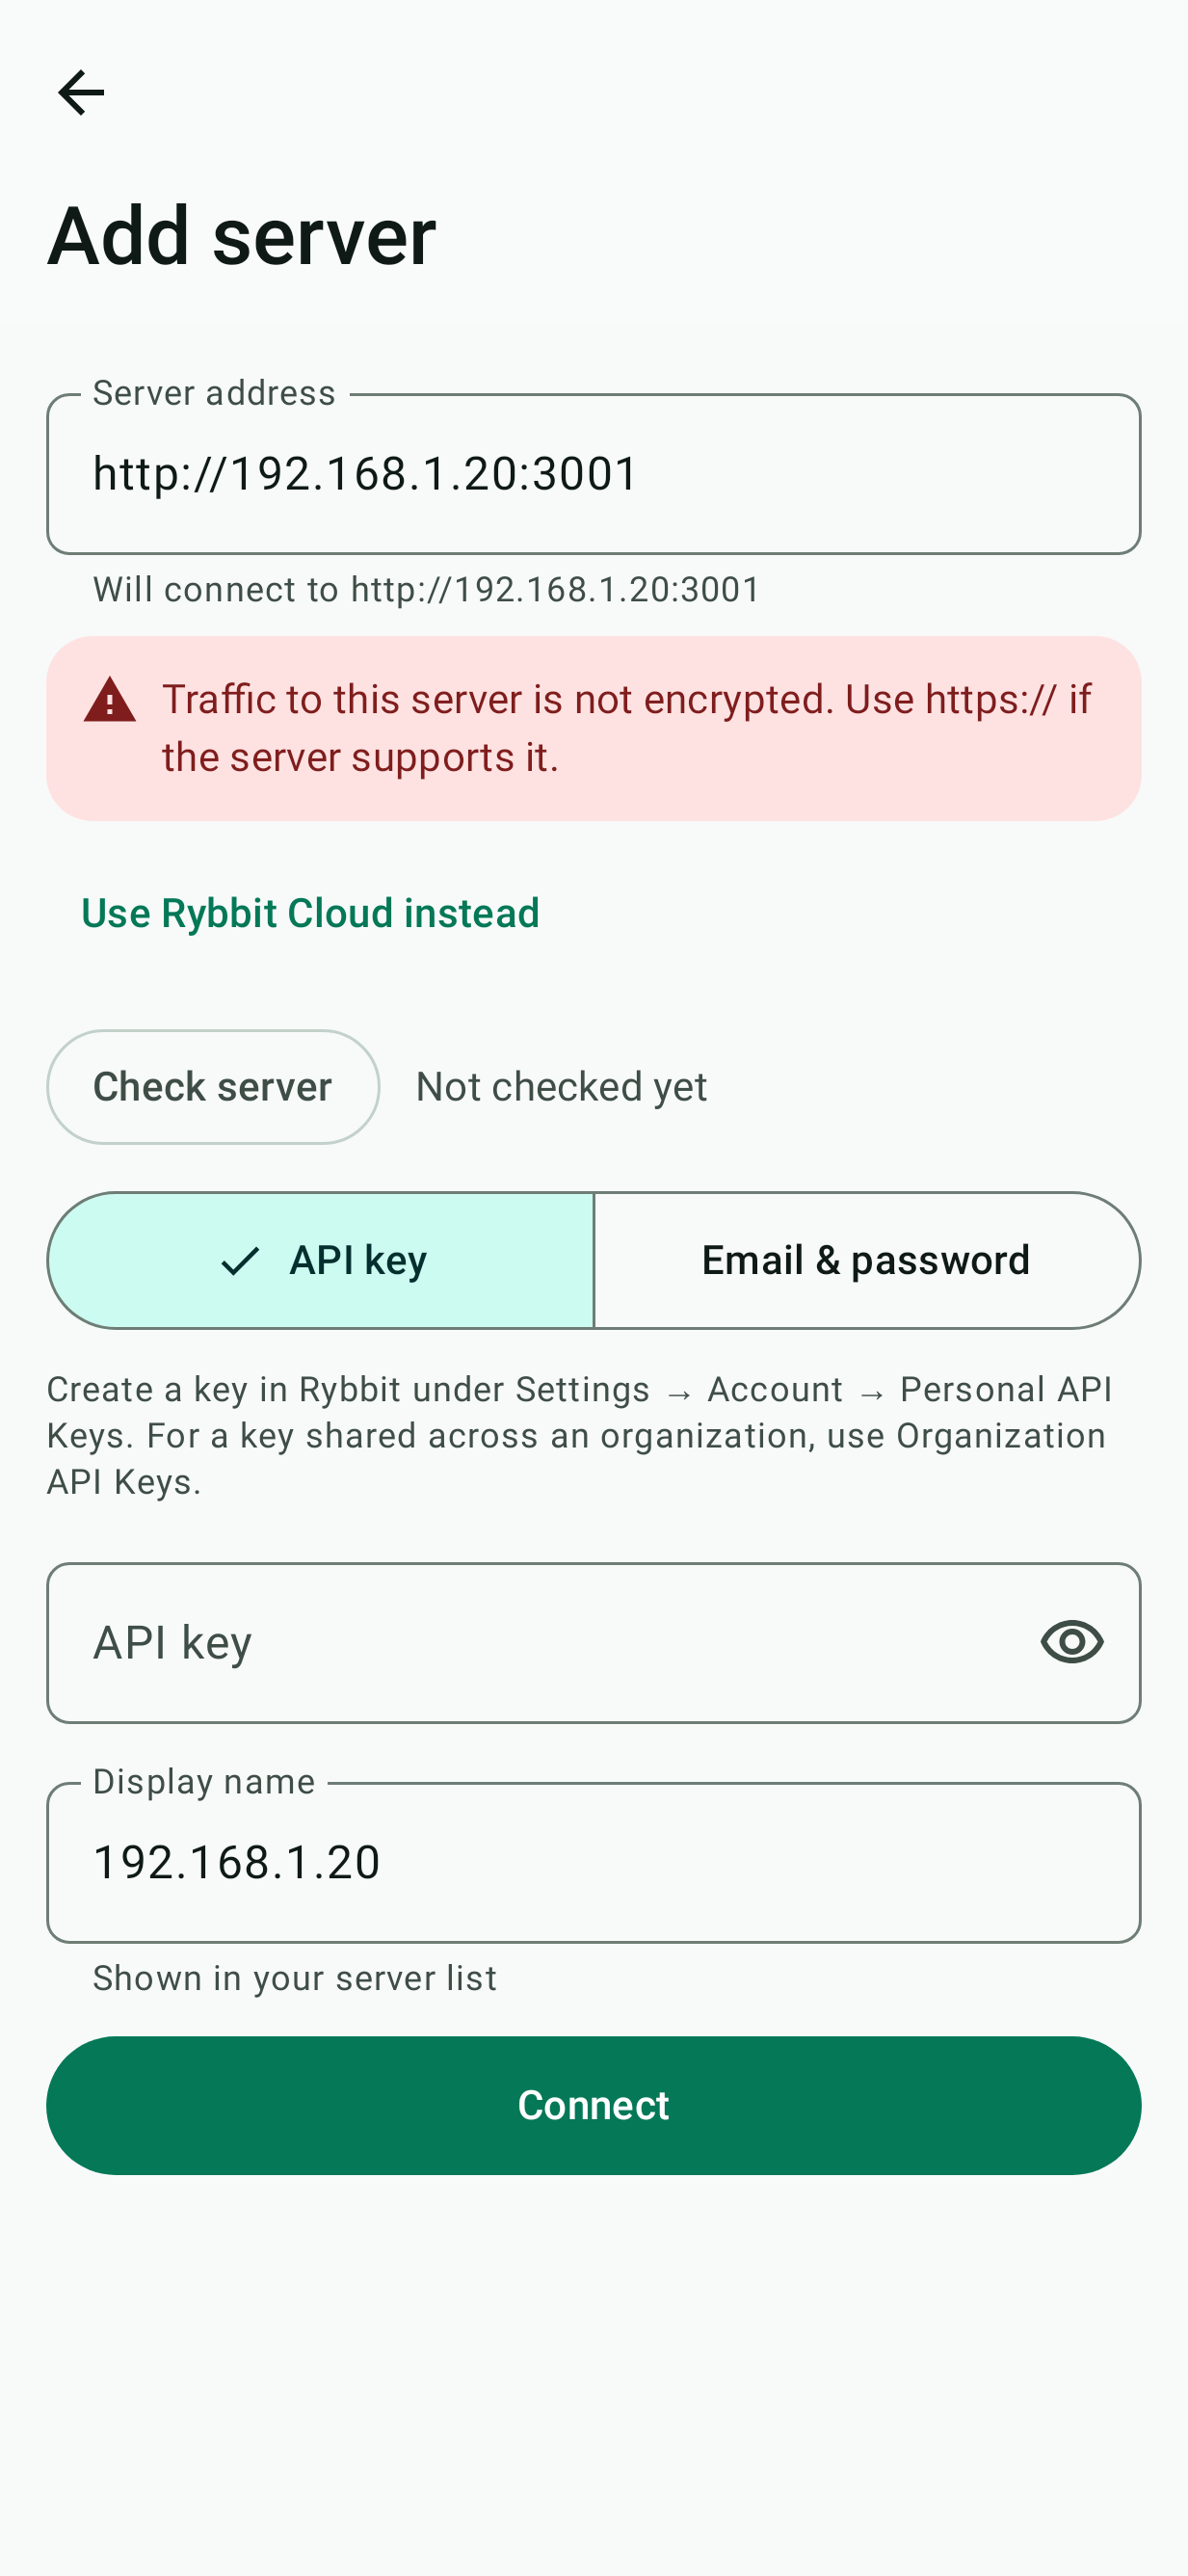 Add server
Server address
http://192.168.1.20:3001
Will connect to http://192.168.1.20:3001
Traffic to this server is not encrypted. Use https:// if
the server supports it.
Use Rybbit Cloud instead
Check server
Not checked yet
API key
Email & password
Create a key in Rybbit under Settings → Account → Personal API
Keys. For a key shared across an organization, use Organization
API Keys.
API key
Display name
192.168.1.20
Shown in your server list
Connect